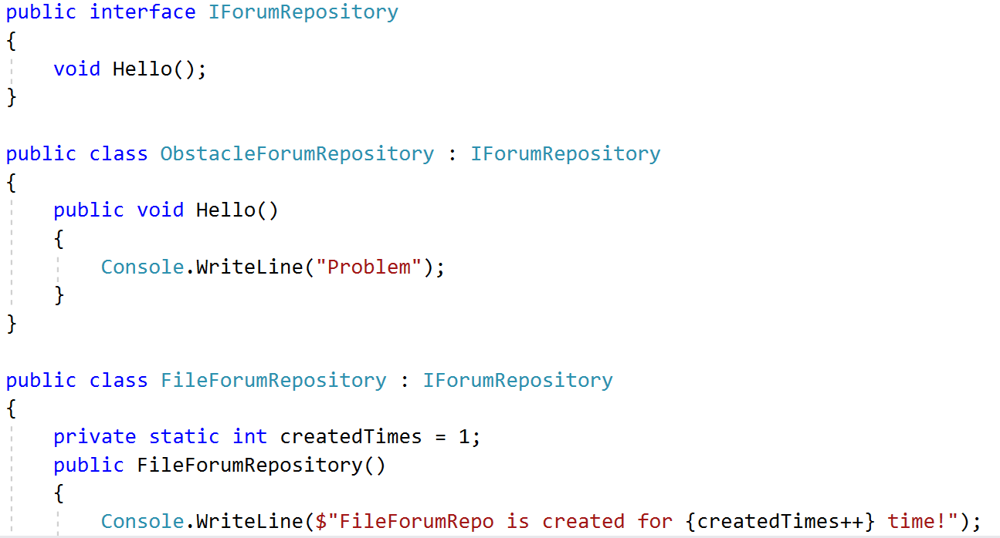 public interface IForumRepository
{
    void Hello();
}

public class ObstacleForumRepository : IForumRepository
{
    public void Hello()
    {
        Console.WriteLine("Problem");
    }
}

public class FileForumRepository : IForumRepository
{
    private static int createdTimes = 1;
    public FileForumRepository()
    {
        Console.WriteLine($"FileForumRepo is created for {createdTimes++} time!");